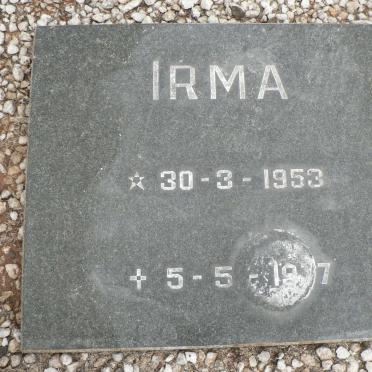 IRMA
☆ 30-3-1953
✝ 5-5-